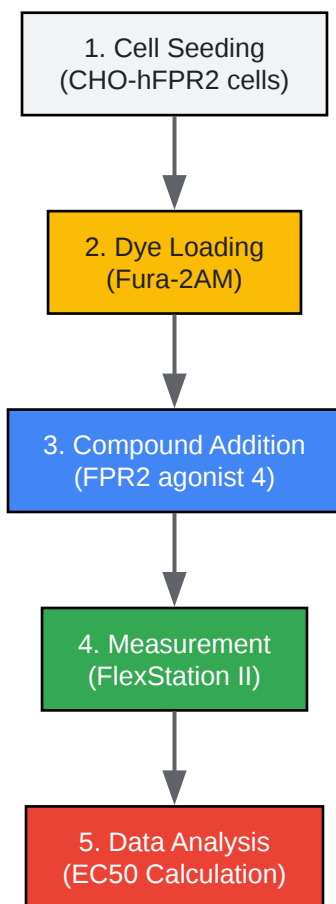 1. Cell Seeding
(CHO-hFPR2 cells)
2. Dye Loading
(Fura-2AM)
3. Compound Addition
(FPR2 agonist 4)
4. Measurement
(FlexStation II)
5. Data Analysis
(EC50 Calculation)